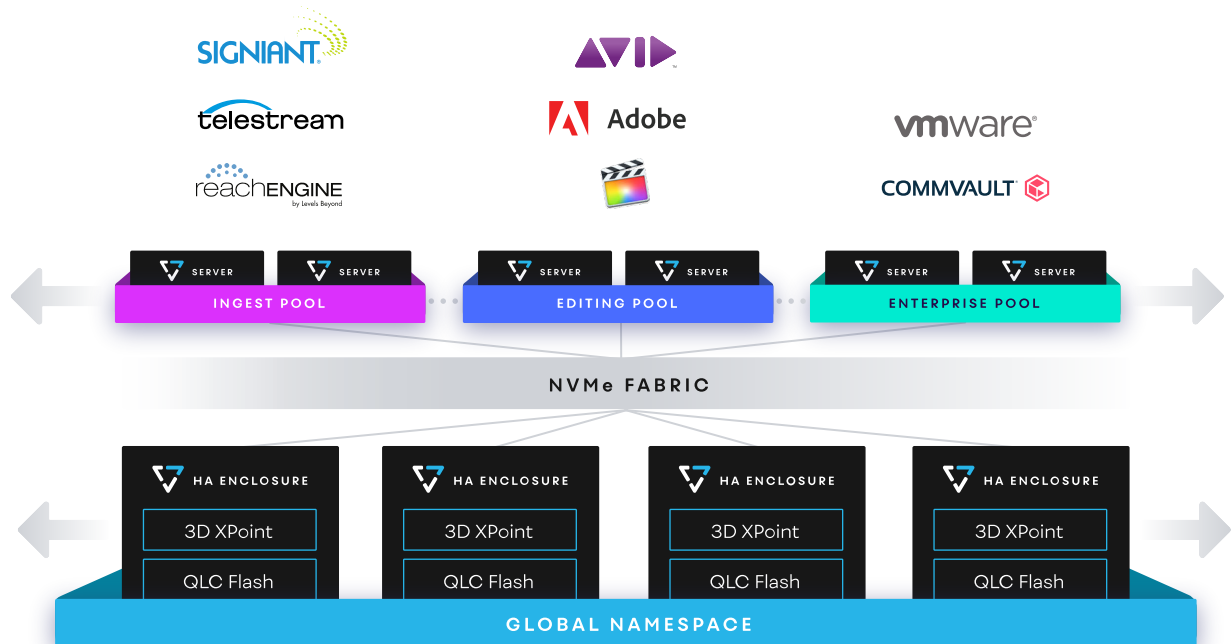 SIGNIANT®
AVID™
telestream
Adobe
vmware®
reachENGINE
by Levels Beyond
COMMVAULT
SERVER
SERVER
SERVER
SERVER
SERVER
SERVER
INGEST POOL
EDITING POOL
ENTERPRISE POOL
NVMe FABRIC
HA ENCLOSURE
HA ENCLOSURE
HA ENCLOSURE
HA ENCLOSURE
3D XPoint
3D XPoint
3D XPoint
3D XPoint
QLC Flash
QLC Flash
QLC Flash
QLC Flash
GLOBAL NAMESPACE